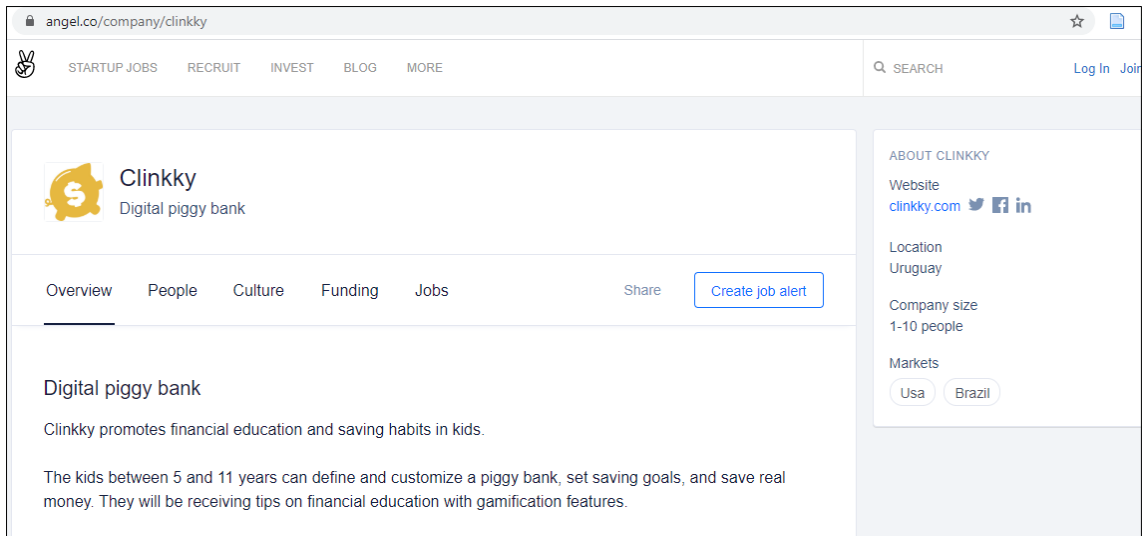 angel.co/company/clinkky
STARTUP JOBS RECRUIT INVEST BLOG MORE
SEARCH
Log In Join
Clinkky
Digital piggy bank
Overview People Culture Funding Jobs
Share
Create job alert
Digital piggy bank
Clinkky promotes financial education and saving habits in kids.
The kids between 5 and 11 years can define and customize a piggy bank, set saving goals, and save real
money. They will be receiving tips on financial education with gamification features.
ABOUT CLINKKY
Website
clinkky.com
Location
Uruguay
Company size
1-10 people
Markets
Usa Brazil